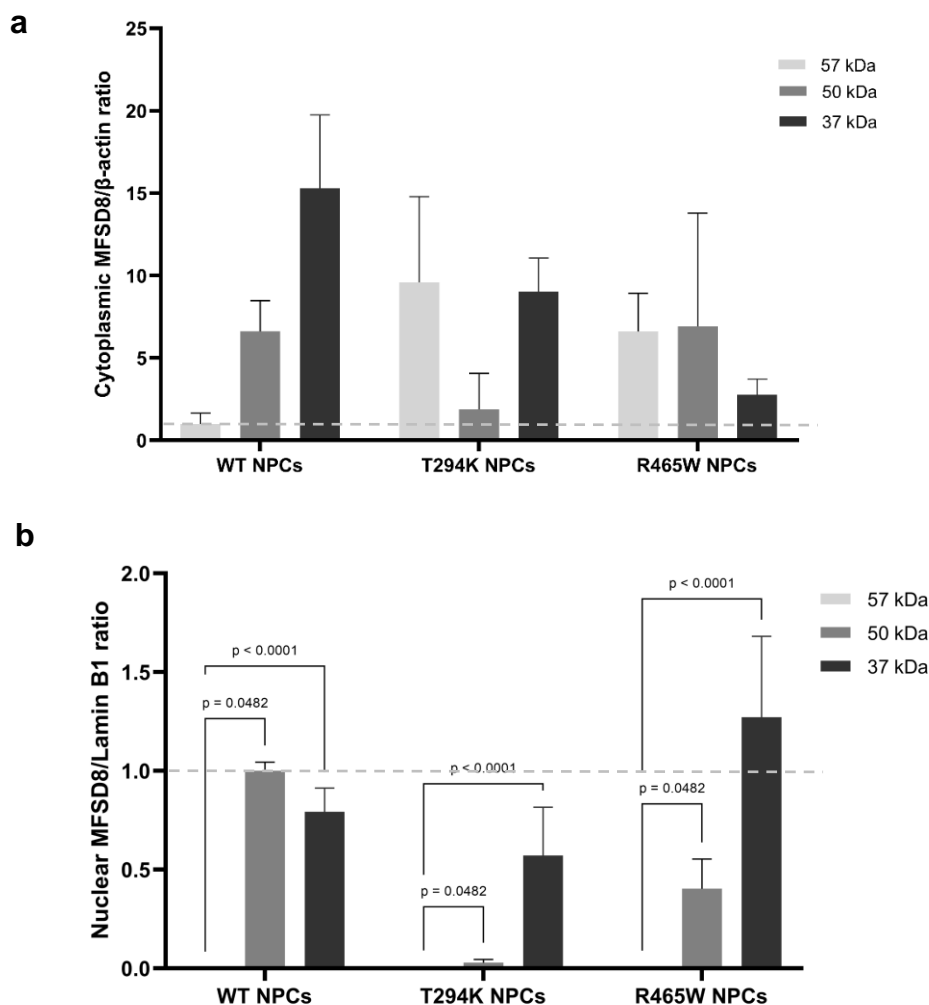 a
Cytoplasmic MFSD8/β-actin ratio
25
20
15
10
5
0
57 kDa
50 kDa
37 kDa
WT NPCs
T294K NPCs
R465W NPCs
b
Nuclear MFSD8/Lamin B1 ratio
2.0
1.5
1.0
0.5
0.0
57 kDa
50 kDa
37 kDa
p < 0.0001
p = 0.0482
p < 0.0001
p = 0.0482
p < 0.0001
p = 0.0482
WT NPCs
T294K NPCs
R465W NPCs